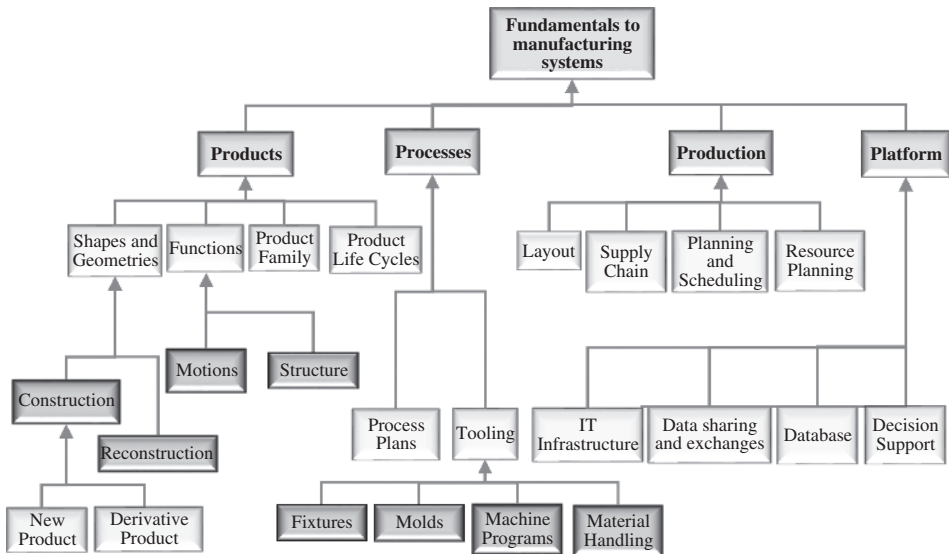 Fundamentals to
manufacturing
systems
Products
Processes
Production
Platform
Shapes and
Geometries
Functions
Product
Family
Product
Life Cycles
Layout
Supply
Chain
Planning
and
Scheduling
Resource
Planning
Motions
Structure
Construction
Reconstruction
Process
Plans
Tooling
IT
Infrastructure
Data sharing
and exchanges
Database
Decision
Support
New
Product
Derivative
Product
Fixtures
Molds
Machine
Programs
Material
Handling